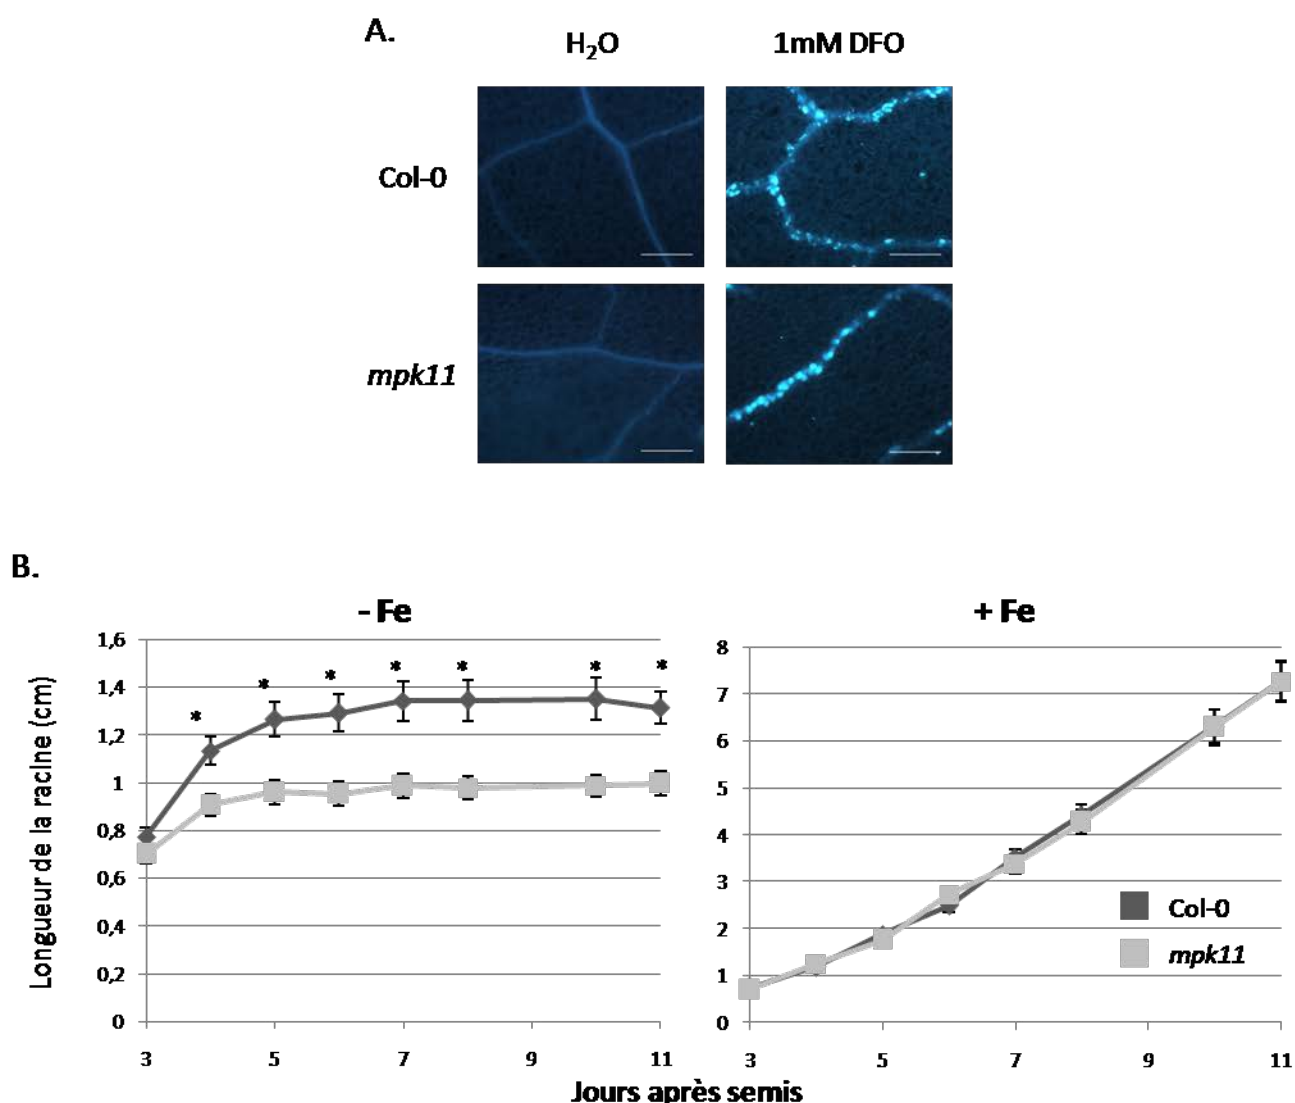 A.
H₂O
1mM DFO
Col-0
mpk11
B.
- Fe
+ Fe
Longueur de la racine (cm)
1,6
1,4
1,2
1
0,8
0,6
0,4
0,2
0
* * * * * * *
3 5 7 9 11
8
7
6
5
4
3
2
1
0
Col-0
mpk11
3 5 7 9 11
Jours après semis